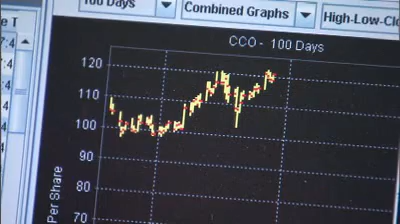 100 Days
Combined Graphs
High-Low-Clo
e T
CCO - 100 Days
120
110
100
90
80
70
Per Share